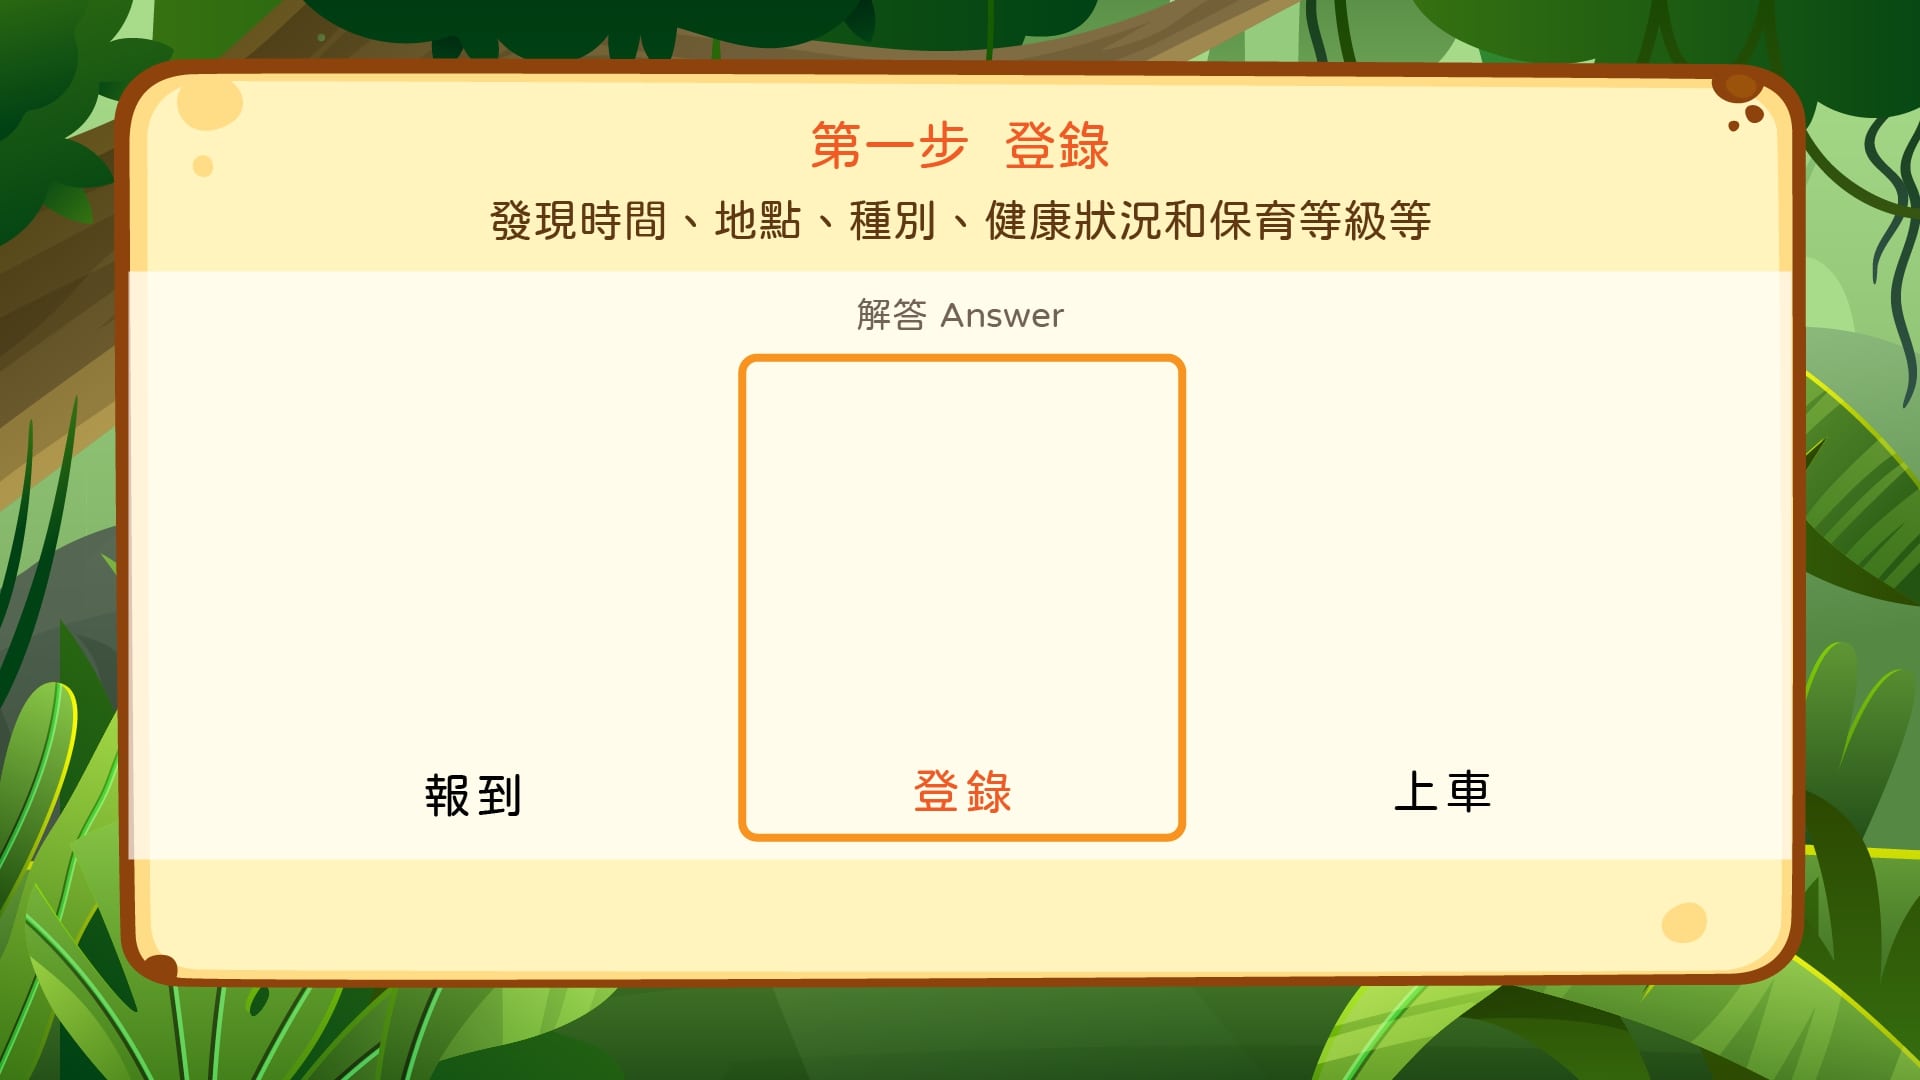 第一步 登錄
發現時間、地點、種別、健康狀況和保育等級等
解答 Answer
報到
登錄
上車